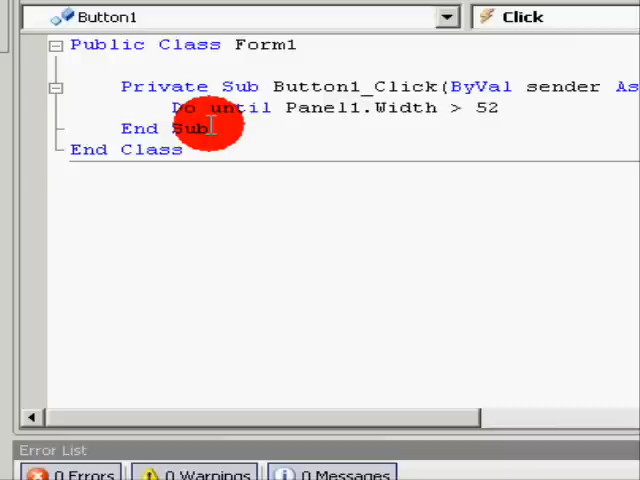 Button1
Click
Public Class Form1
Private Sub Button1_Click(ByVal sender As
Do until Panel1.Width > 52
End Sub
End Class
Error List
0 Errors
0 Warnings
0 Messages